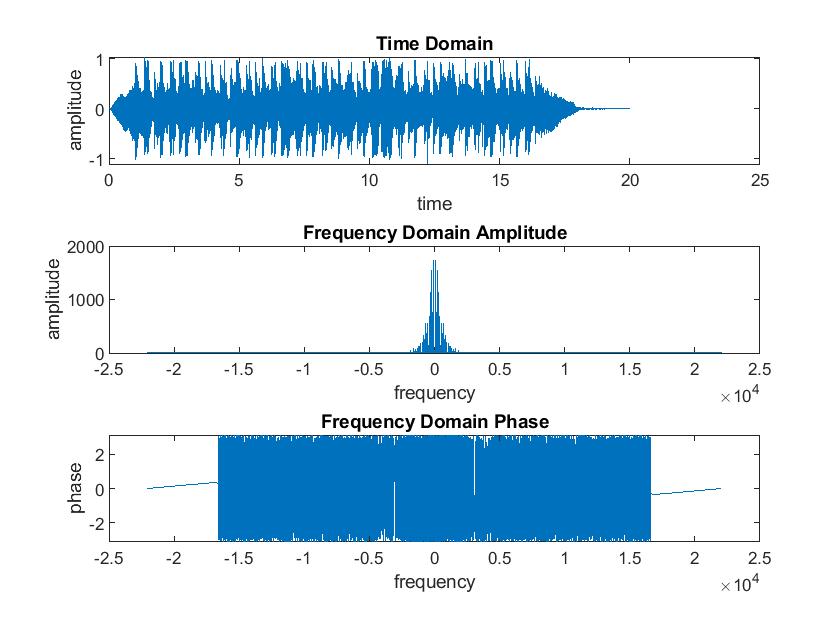 Time Domain
1
0
-1
amplitude
0 5 10 15 20 25
time
Frequency Domain Amplitude
2000
1000
0
amplitude
-2.5 -2 -1.5 -1 -0.5 0 0.5 1 1.5 2 2.5
frequency
×10^4
Frequency Domain Phase
2
0
-2
phase
-2.5 -2 -1.5 -1 -0.5 0 0.5 1 1.5 2 2.5
frequency
×10^4